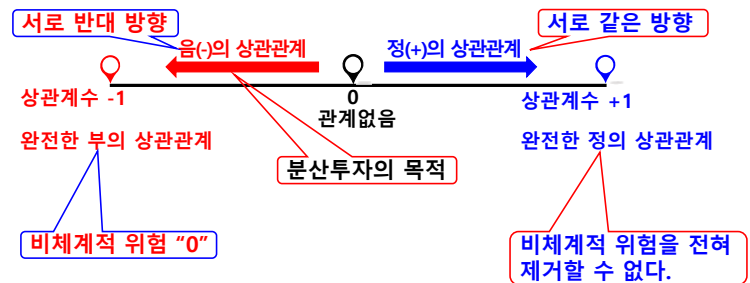 서로 반대 방향
서로 같은 방향
음(-)의 상관관계
정(+)의 상관관계
상관계수 -1
0
상관계수 +1
관계없음
완전한 부의 상관관계
완전한 정의 상관관계
분산투자의 목적
비체계적 위험 “0”
비체계적 위험을 전혀
제거할 수 없다.